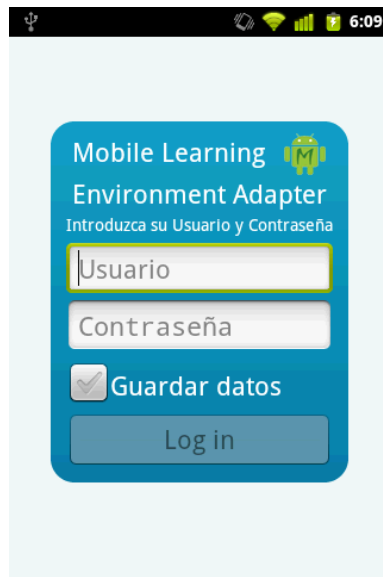 6:09
Mobile Learning
M
Environment Adapter
Introduzca su Usuario y Contraseña
Usuario
Contraseña
Guardar datos
Log in